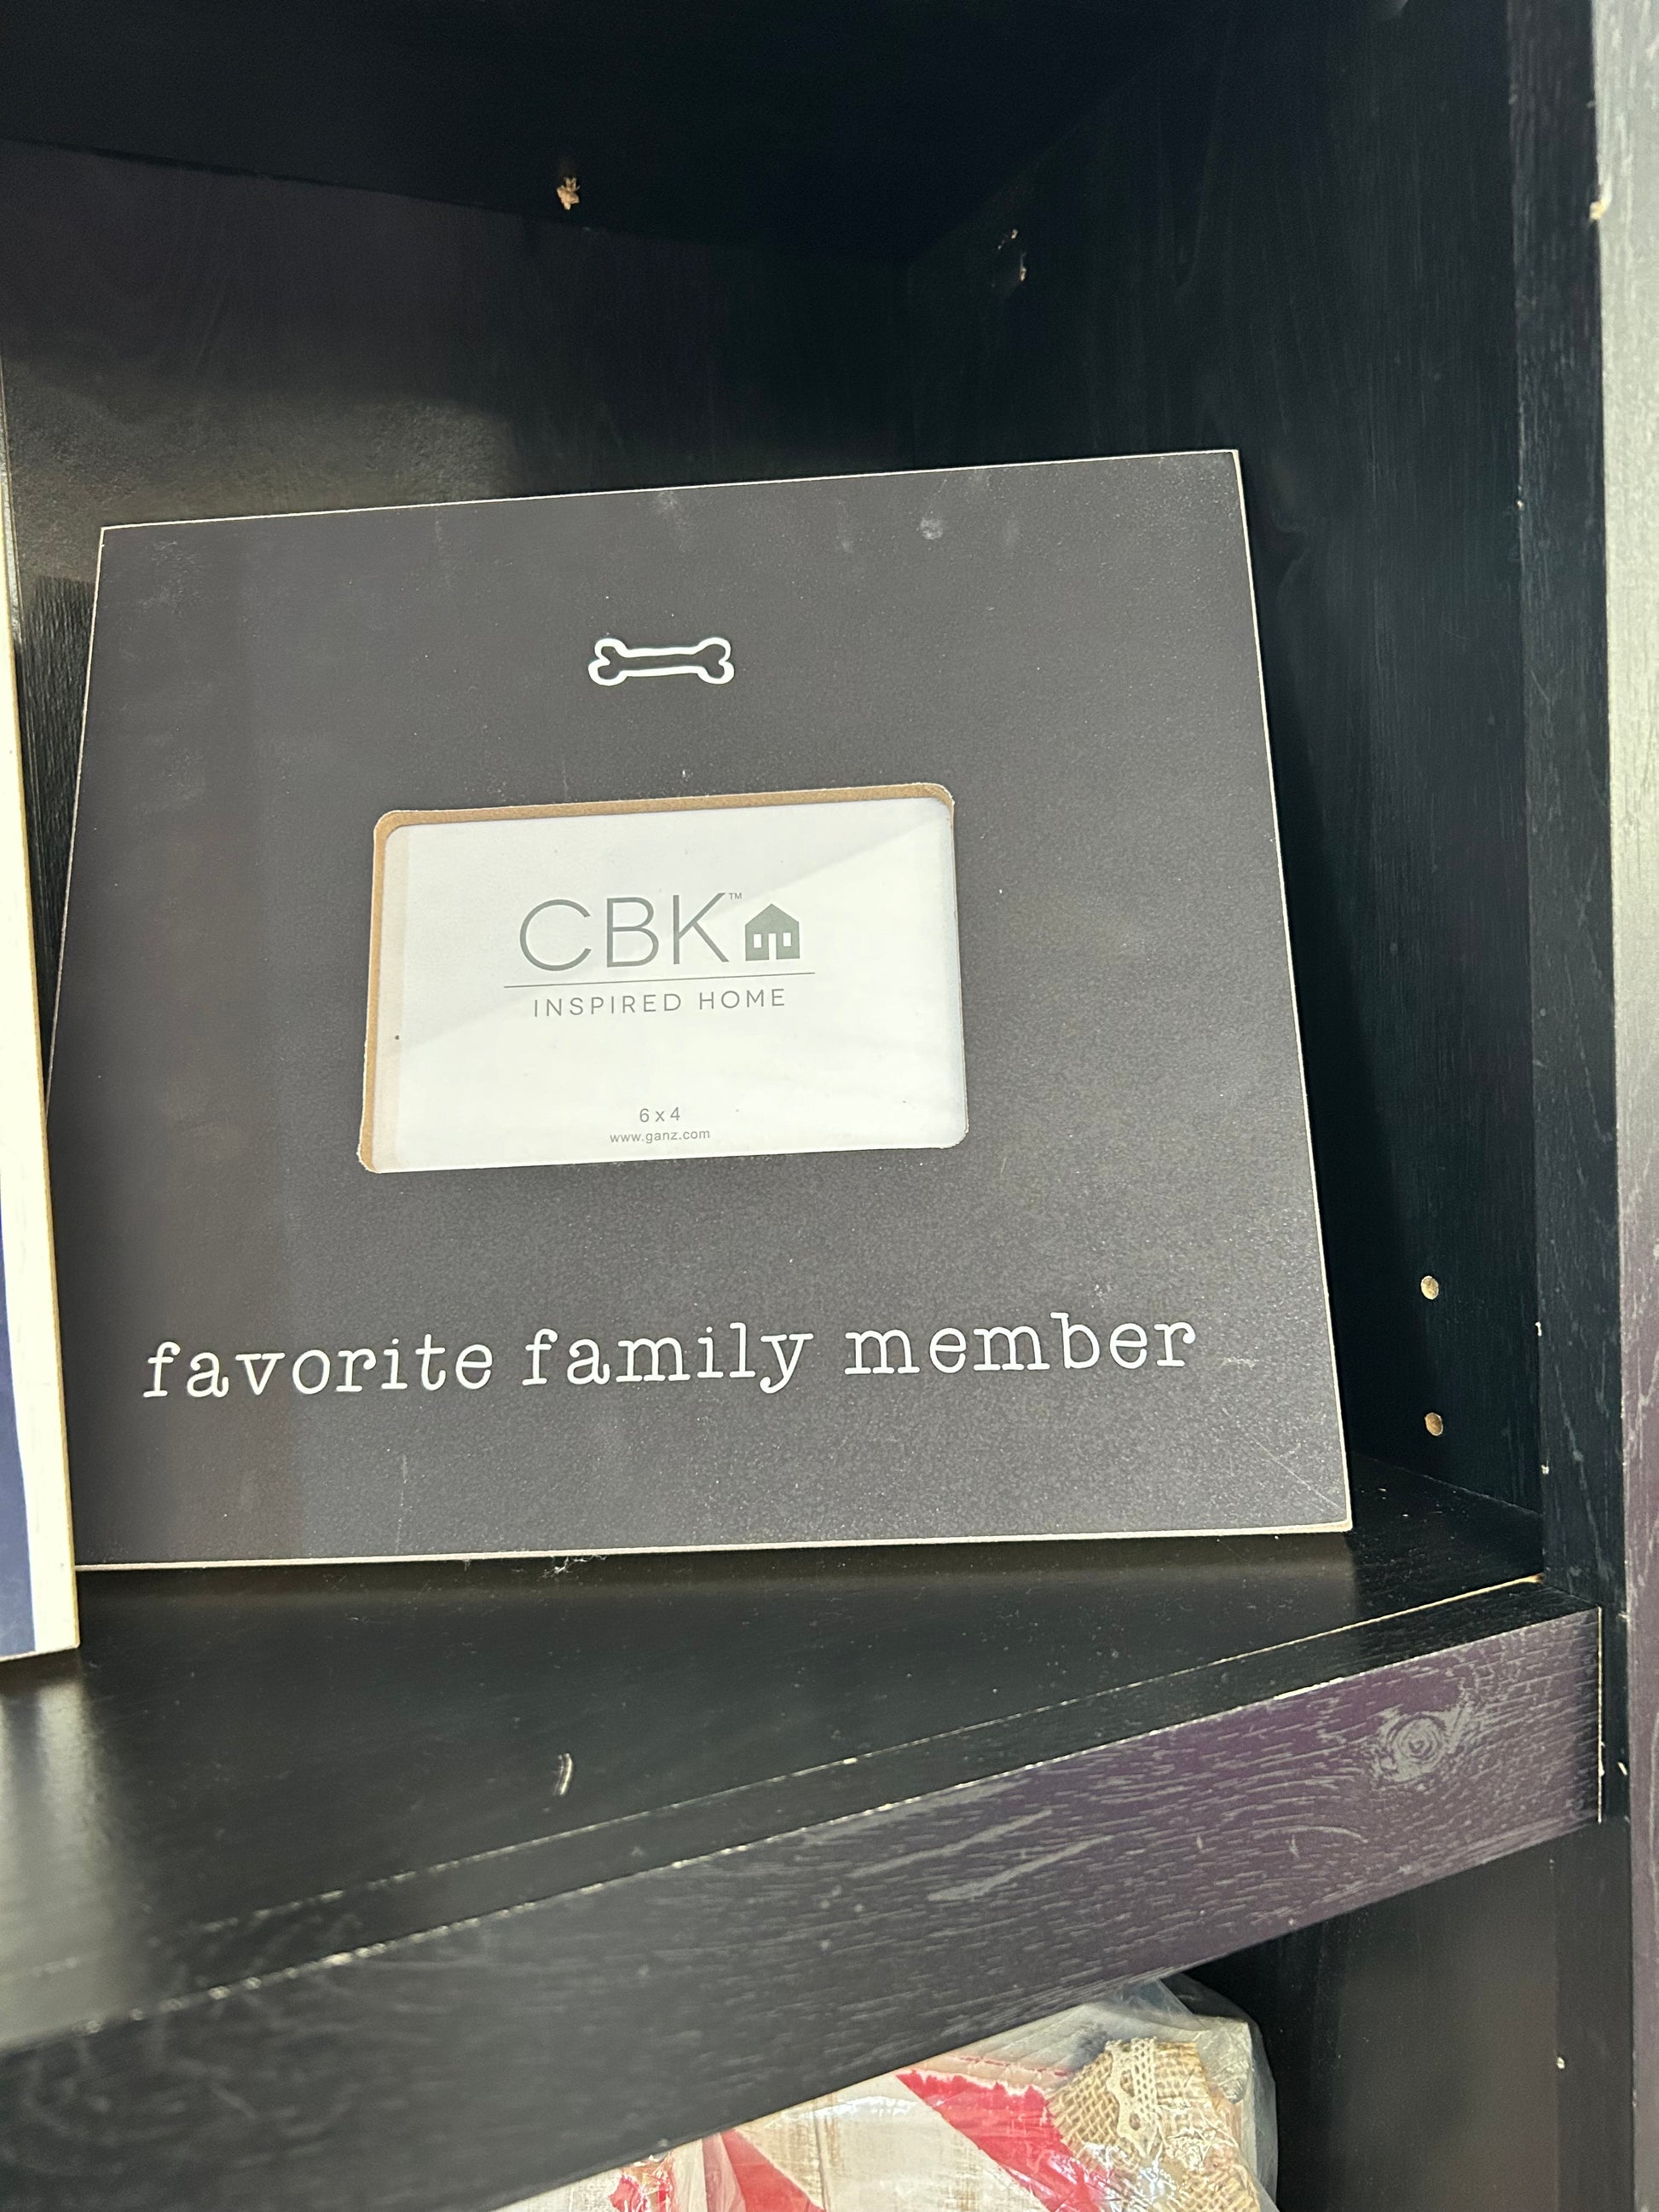 CBK™
INSPIRED HOME
6 x 4
www.ganz.com
favorite family member